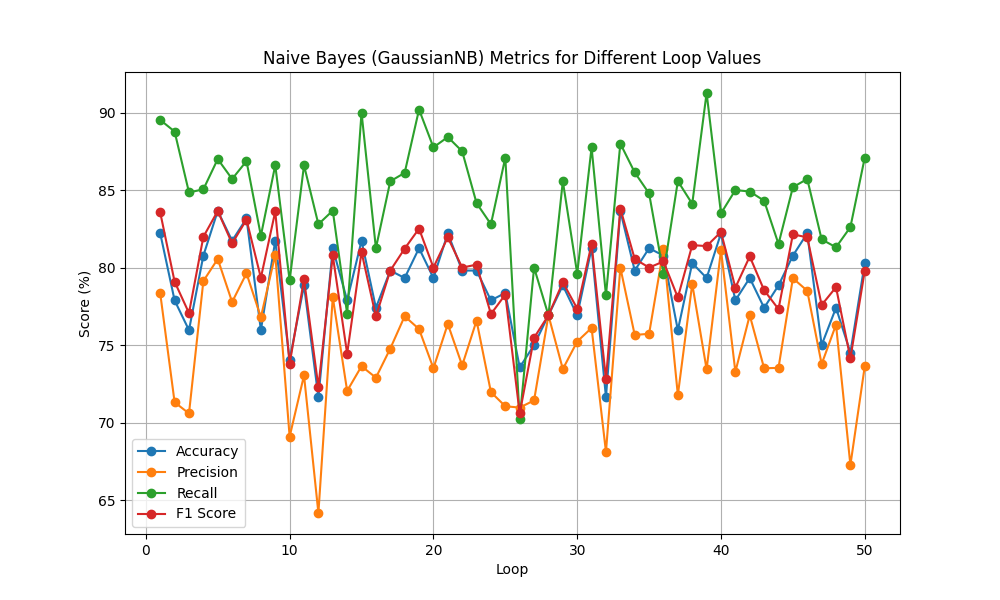 Naive Bayes (GaussianNB) Metrics for Different Loop Values
Score (%)
90
85
80
75
70
65
Accuracy
Precision
Recall
F1 Score
0 10 20 30 40 50
Loop